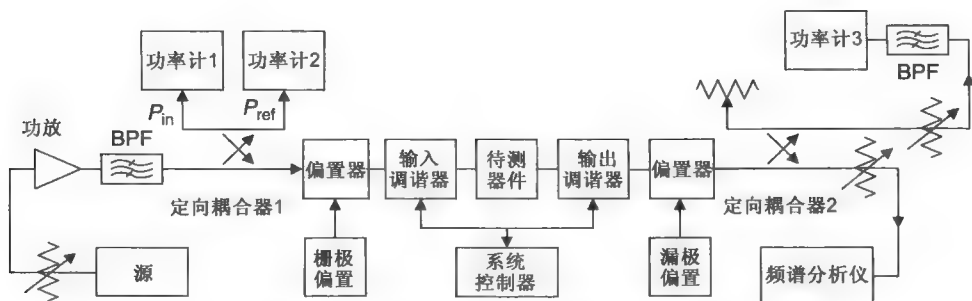 功率计1
功率计2
功率计3
BPF
Pin
Pref
功放
BPF
偏置器
输入
调谐器
待测
器件
输出
调谐器
偏置器
定向耦合器1
定向耦合器2
源
栅极
偏置
系统
控制器
漏极
偏置
频谱分析仪